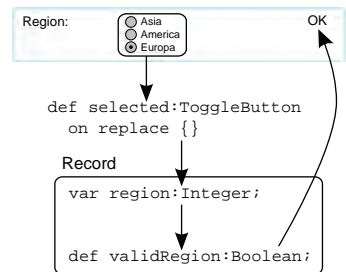 Region:
Asia
OK
America
Europa
def selected:ToggleButton
on replace {}
Record
var region:Integer;
def validRegion:Boolean;